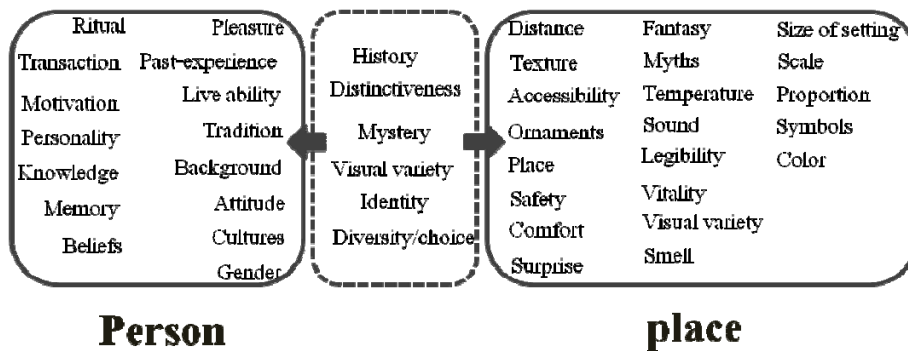 Ritual
Transaction
Motivation
Personality
Knowledge
Memory
Beliefs
Pleasure
Past-experience
Live ability
Tradition
Background
Attitude
Cultures
Gender
History
Distinctiveness
Mystery
Visual variety
Identity
Diversity/choice
Distance
Texture
Accessibility
Ornaments
Place
Safety
Comfort
Surprise
Fantasy
Myths
Temperature
Sound
Legibility
Vitality
Visual variety
Smell
Size of setting
Scale
Proportion
Symbols
Color
Person
place